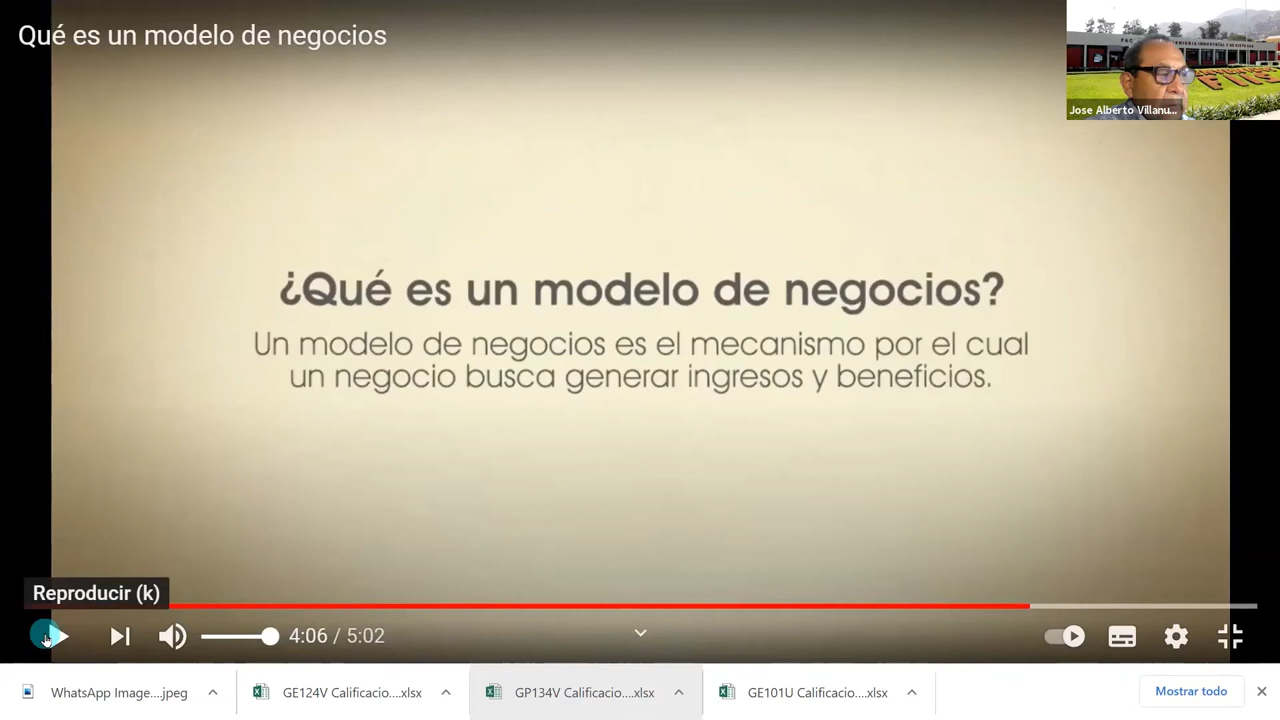 Qué es un modelo de negocios
Jose Alberto Villanu...
¿Qué es un modelo de negocios?
Un modelo de negocios es el mecanismo por el cual
un negocio busca generar ingresos y beneficios.
Reproducir (k)
4:06 / 5:02
WhatsApp Image....jpeg
GE124V Calificacio....xlsx
GP134V Calificacio....xlsx
GE101U Calificacio....xlsx
Mostrar todo